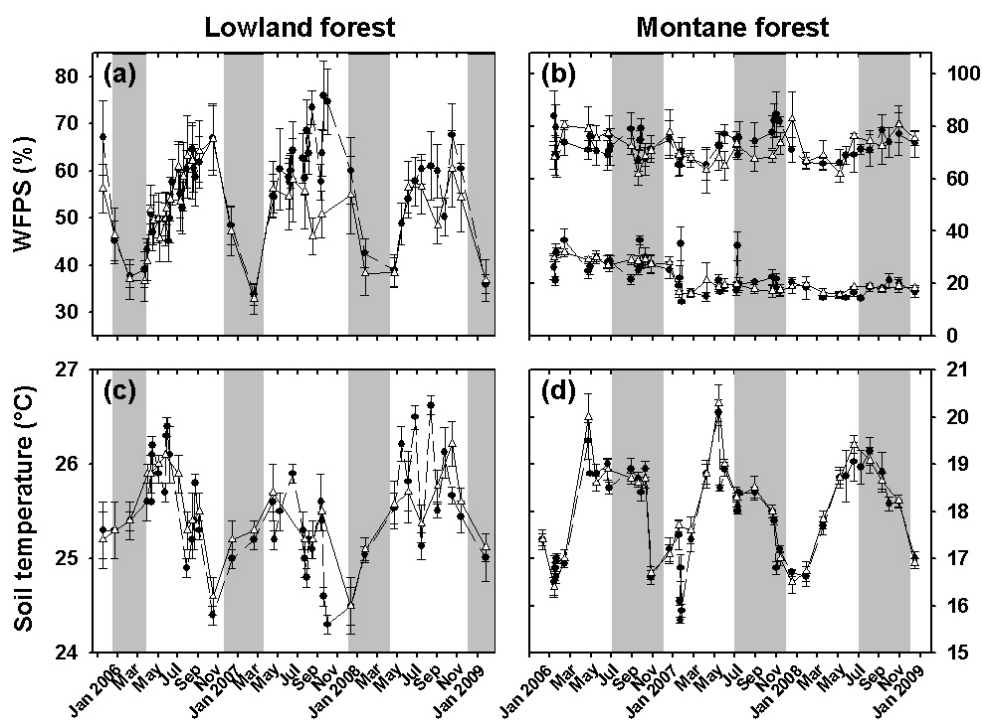 Lowland forest
Montane forest
(a)
(b)
WFPS (%)
80
70
60
50
40
30
100
80
60
40
20
0
(c)
(d)
Soil temperature (°C)
27
26
25
24
21
20
19
18
17
16
15
Jan 2006
Mar
May
Jul
Sep
Nov
Jan 2007
Mar
May
Jul
Sep
Nov
Jan 2008
Mar
May
Jul
Sep
Nov
Jan 2009
Jan 2006
Mar
May
Jul
Sep
Nov
Jan 2007
Mar
May
Jul
Sep
Nov
Jan 2008
Mar
May
Jul
Sep
Nov
Jan 2009